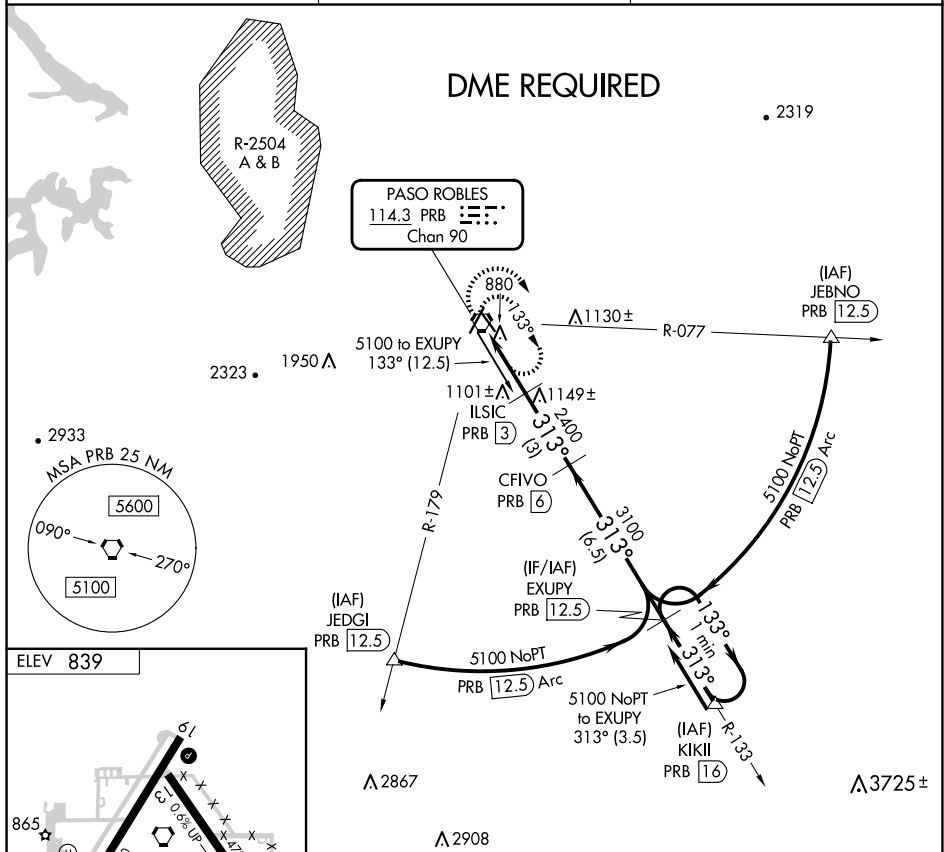 DME REQUIRED
2319
R-2504
A & B
PASO ROBLES
114.3 PRB
Chan 90
(IAF)
JEBNO
PRB 12.5
880
133°
1130±
R-077
5100 to EXUPY
133° (12.5)
1950
2323
1101±
1149±
ILSIC
PRB 3
2400
313°
(3)
2933
MSA PRB 25 NM
5600
090°
270°
5100
CFIVO
PRB 6
R-179
5100 NoPT
PRB 12.5 Arc
3100
313°
(6.5)
(IF/IAF)
EXUPY
PRB 12.5
(IAF)
JEDGI
PRB 12.5
133°
1 min
313°
5100 NoPT
PRB 12.5 Arc
5100 NoPT
to EXUPY
313° (3.5)
(IAF)
KIKII
PRB 16
R-133
ELEV 839
19
P
2867
3725±
X X X X X X
31
0.6% UP
865
2908